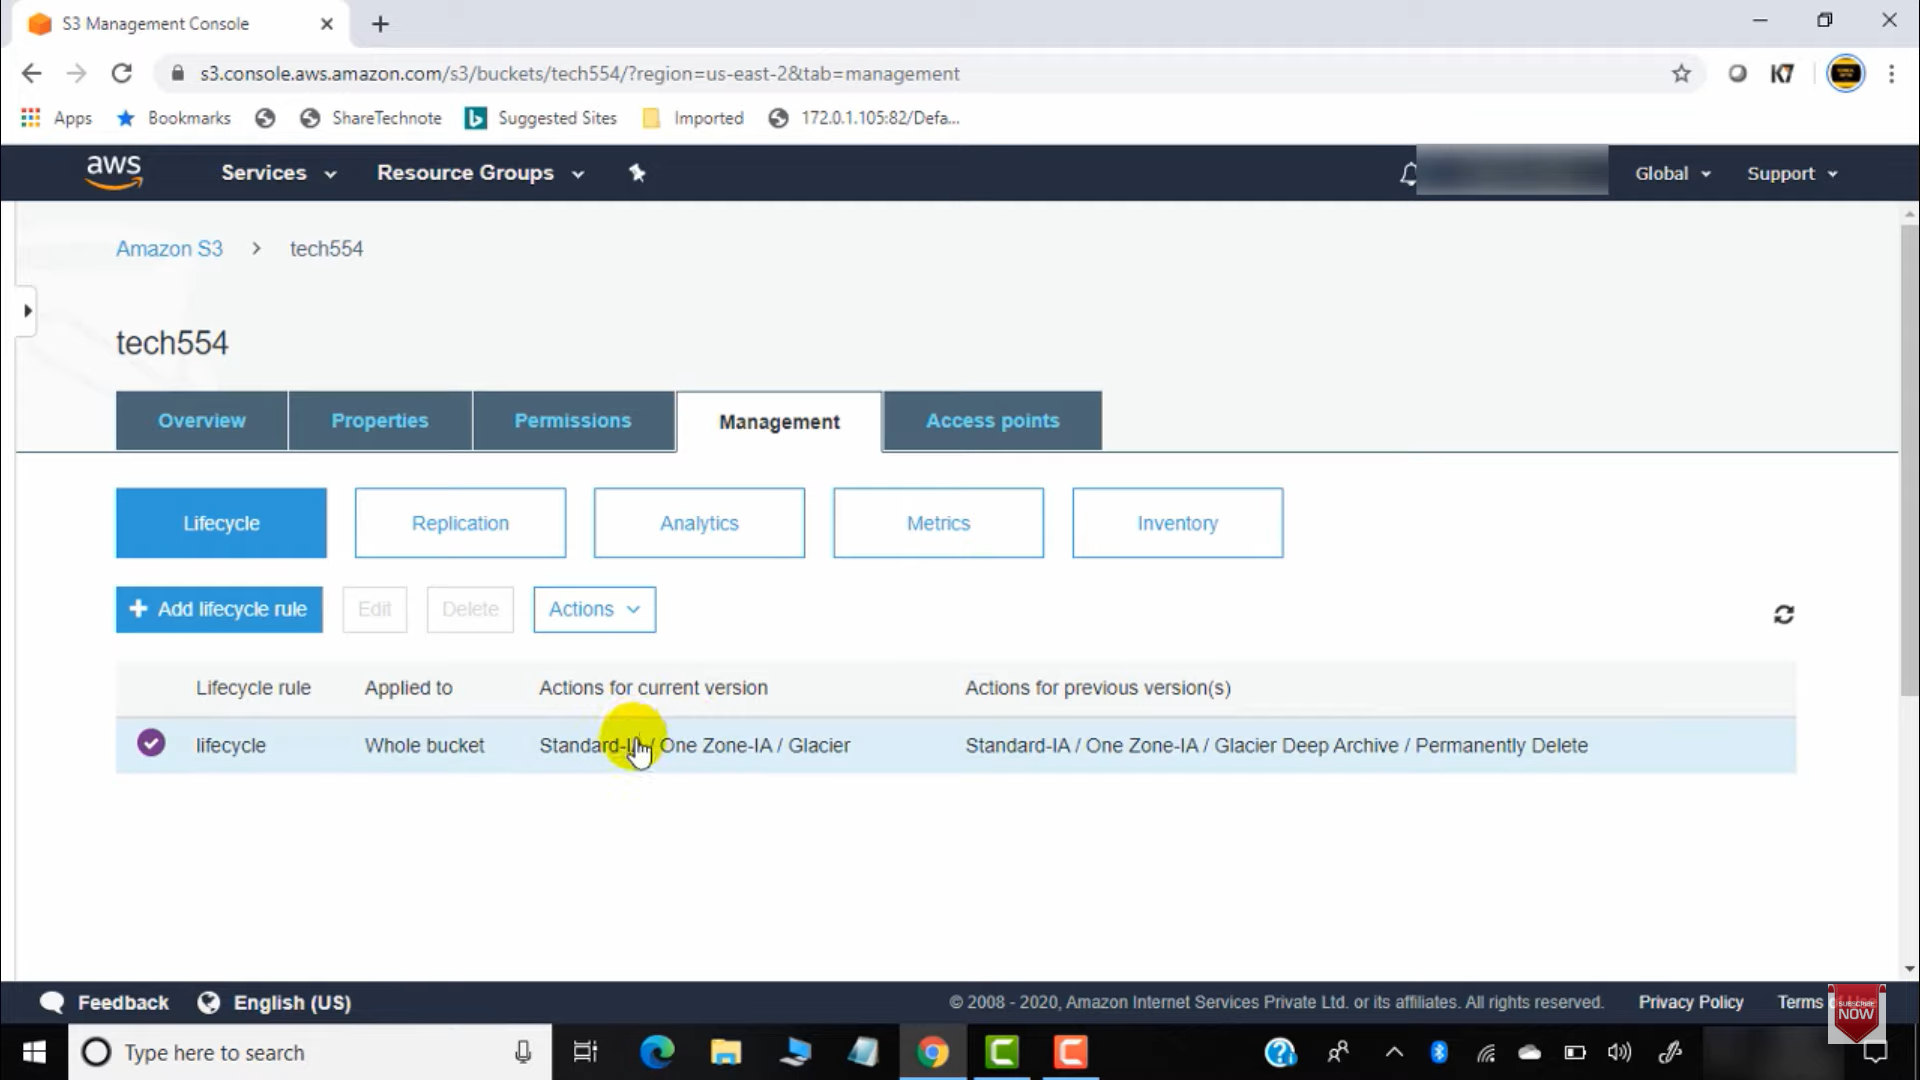 S3 Management Console
s3.console.aws.amazon.com/s3/buckets/tech554/?region=us-east-2&tab=management
K7
Apps Bookmarks ShareTechnote Suggested Sites Imported 172.0.1.105:82/Defa...
aws Services Resource Groups Global Support
Amazon S3 > tech554
tech554
Overview Properties Permissions Management Access points
Lifecycle Replication Analytics Metrics Inventory
+ Add lifecycle rule Edit Delete Actions
Lifecycle rule Applied to Actions for current version Actions for previous version(s)
lifecycle Whole bucket Standard-IA / One Zone-IA / Glacier Standard-IA / One Zone-IA / Glacier Deep Archive / Permanently Delete
Feedback English (US) © 2008 - 2020, Amazon Internet Services Private Ltd. or its affiliates. All rights reserved. Privacy Policy Terms
SUBSCRIBE
NOW
Type here to search